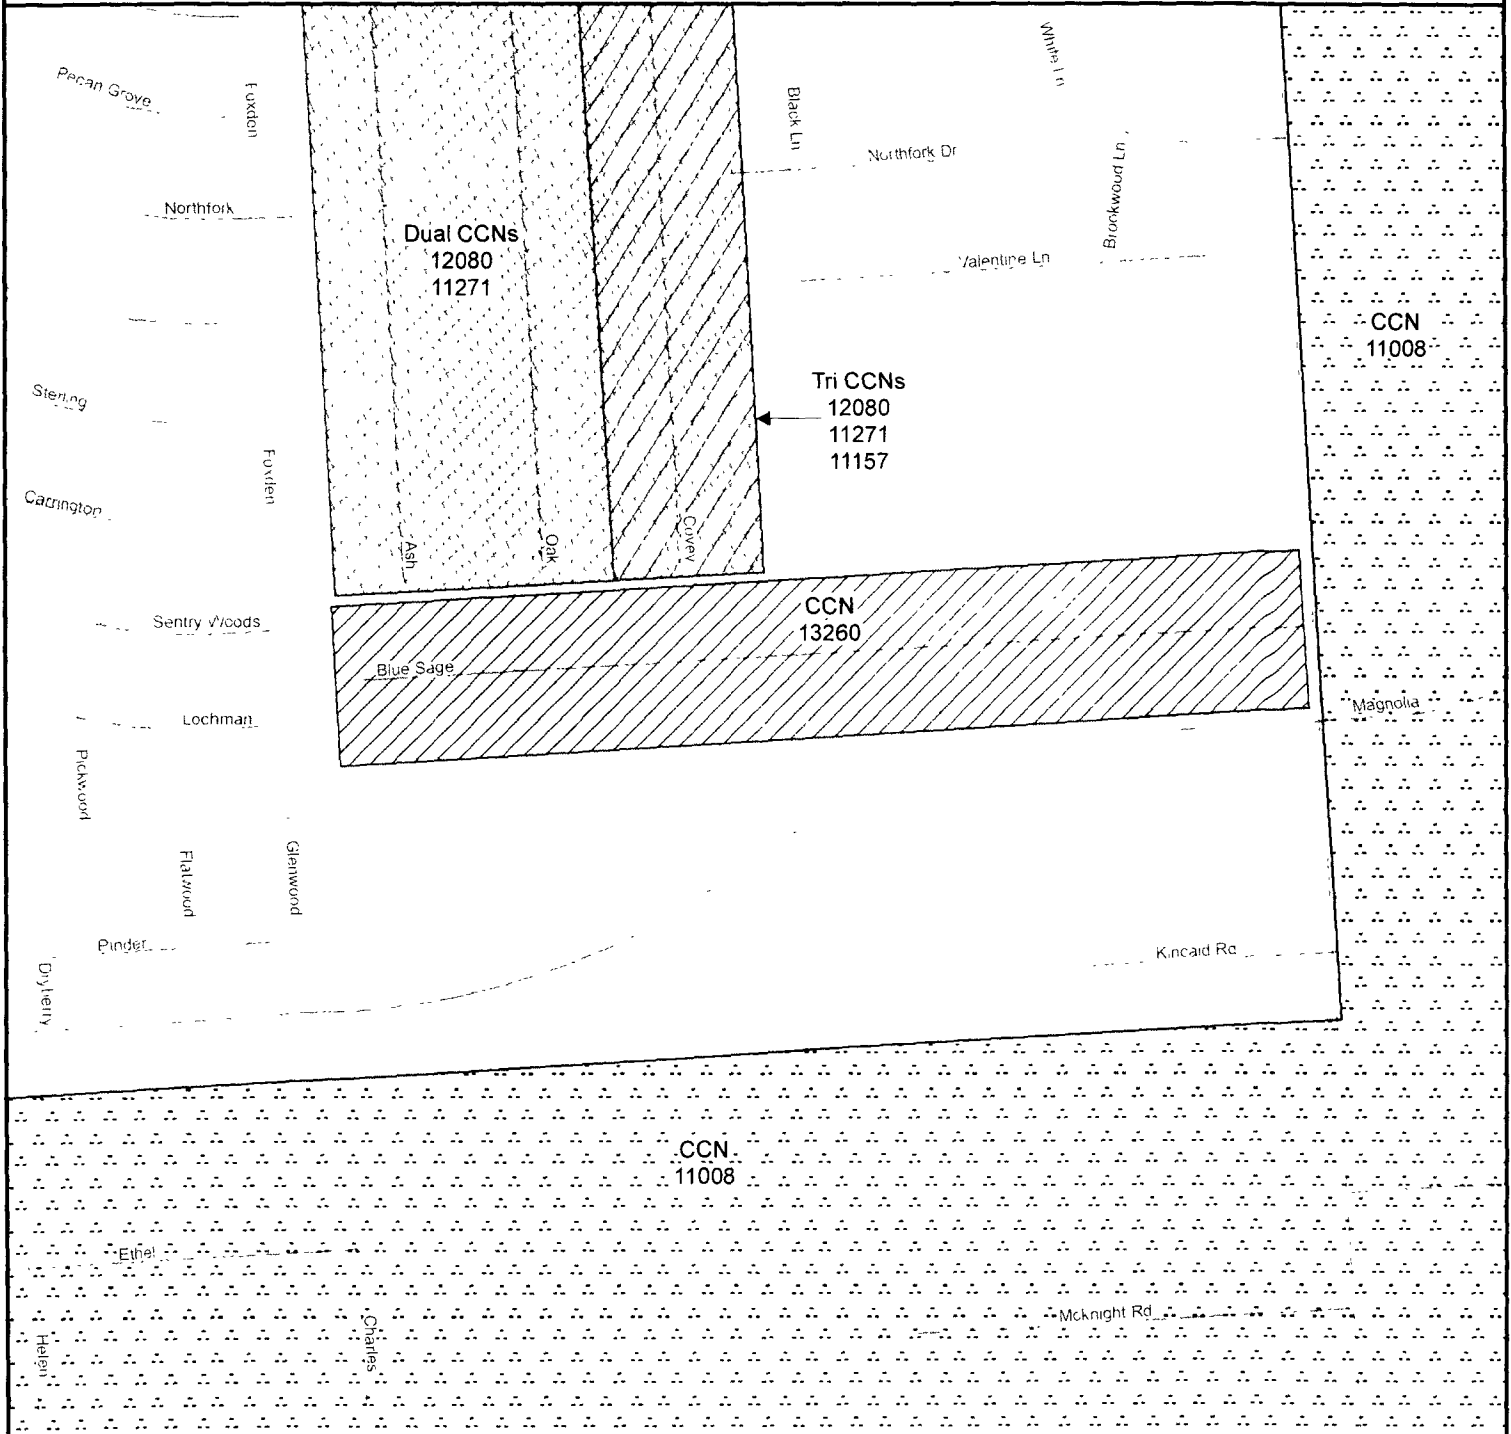 White Ln
Pecan Grove
Foxden
Black Ln
Northfork Dr
Brookwood Ln
Northfork
Dual CCNs
12080
11271
Valentine Ln
CCN
11008
Sterling
Tri CCNs
12080
11271
11157
Foxden
Carrington
Ash
Oak
Covey
CCN
13260
Sentry Woods
Blue Sage
Magnolia
Lochman
Pickwood
Flatwood
Glenwood
Pinder
Kincaid Rd
Dryberry
CCN
11008
Ethel
Mcknight Rd
Charles
Helen